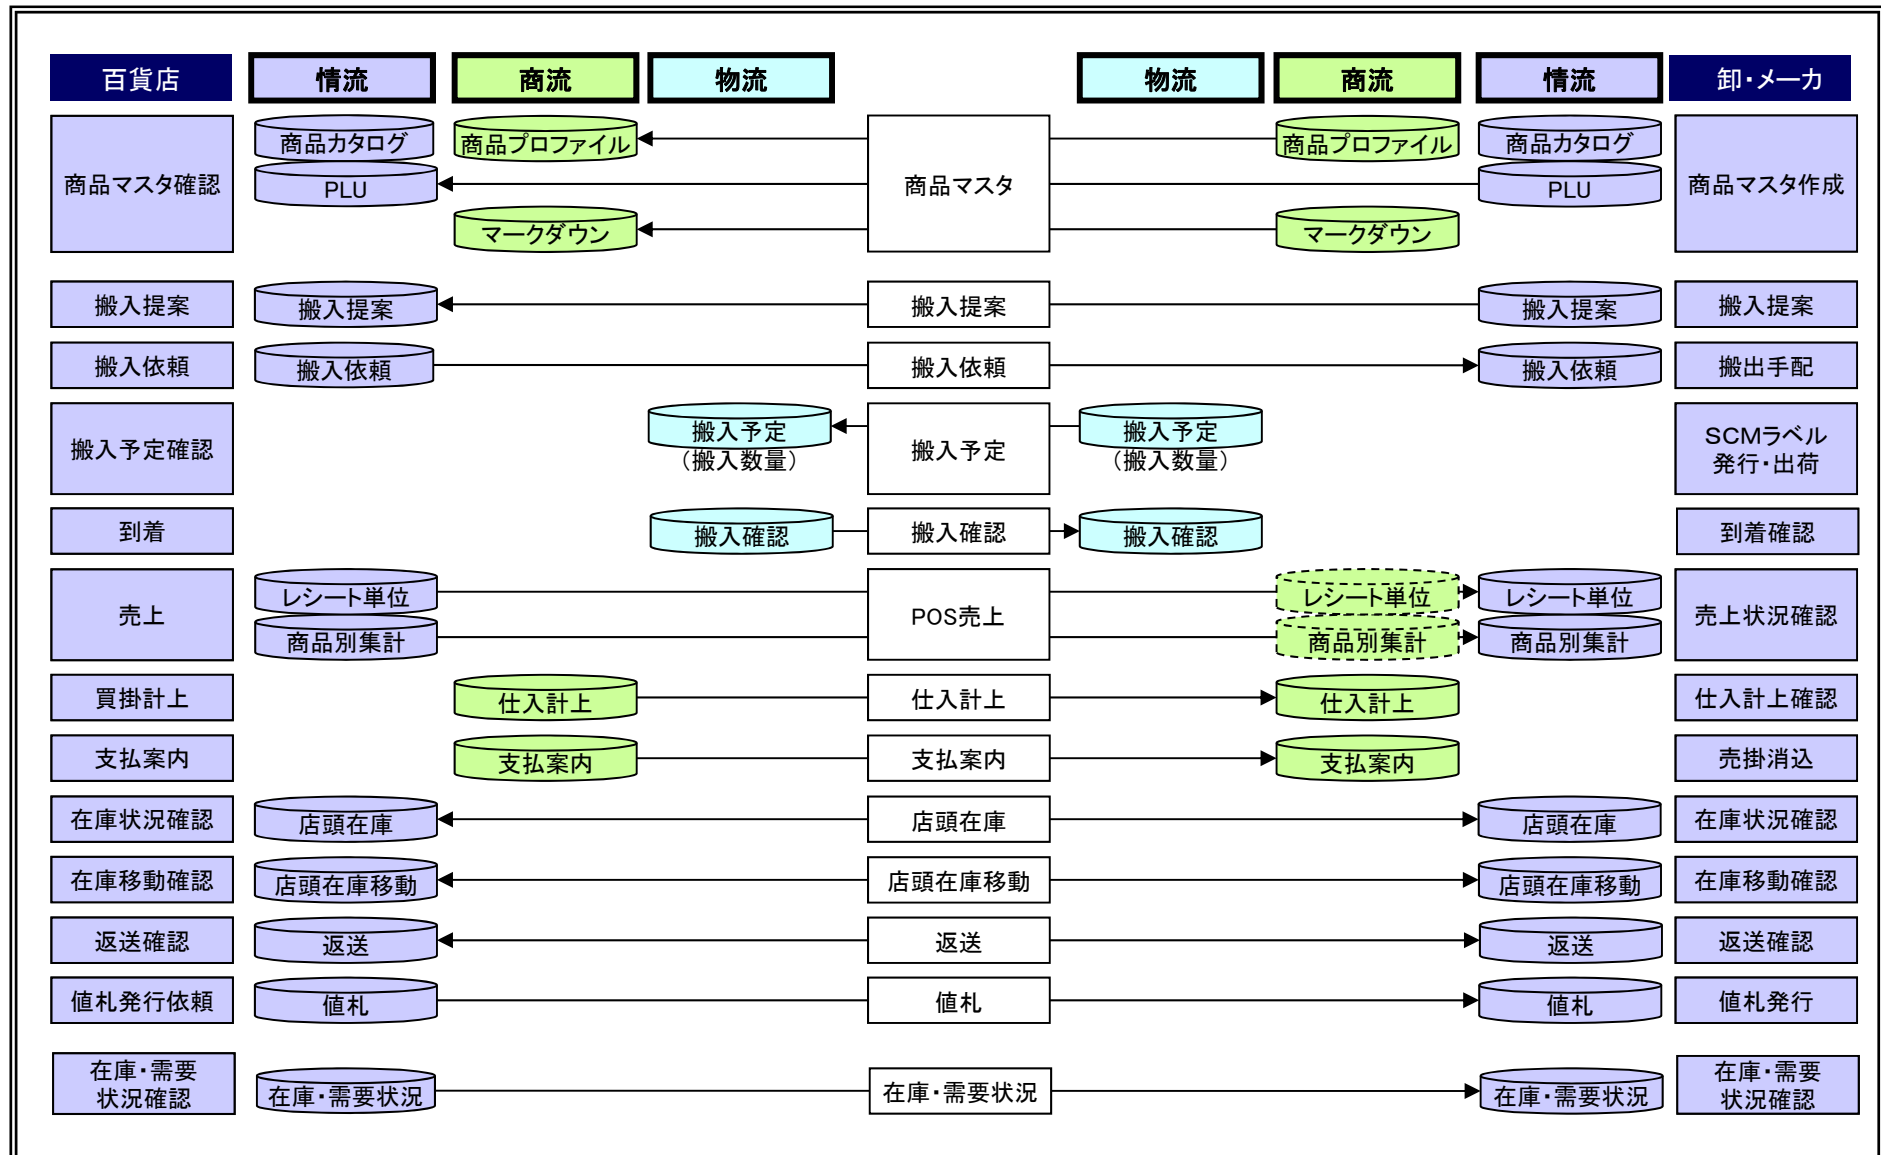 百貨店 情流 商流 物流 物流 商流 情流 卸・メーカ
商品マスタ確認 商品カタログ 商品プロファイル 商品マスタ 商品プロファイル 商品カタログ 商品マスタ作成
PLU PLU
マークダウン マークダウン
搬入提案 搬入提案 搬入提案 搬入提案 搬入提案
搬入依頼 搬入依頼 搬入依頼 搬入依頼 搬出手配
搬入予定確認 搬入予定 搬入予定 搬入予定 SCMラベル
(搬入数量) (搬入数量) 発行・出荷
到着 搬入確認 搬入確認 搬入確認 到着確認
売上 レシート単位 POS売上 レシート単位 レシート単位 売上状況確認
商品別集計 商品別集計 商品別集計
買掛計上 仕入計上 仕入計上 仕入計上 仕入計上確認
支払案内 支払案内 支払案内 支払案内 売掛消込
在庫状況確認 店頭在庫 店頭在庫 店頭在庫 在庫状況確認
在庫移動確認 店頭在庫移動 店頭在庫移動 店頭在庫移動 在庫移動確認
返送確認 返送 返送 返送 返送確認
値札発行依頼 値札 値札 値札 値札発行
在庫・需要 在庫・需要
状況確認 在庫・需要状況 在庫・需要状況 在庫・需要状況 状況確認